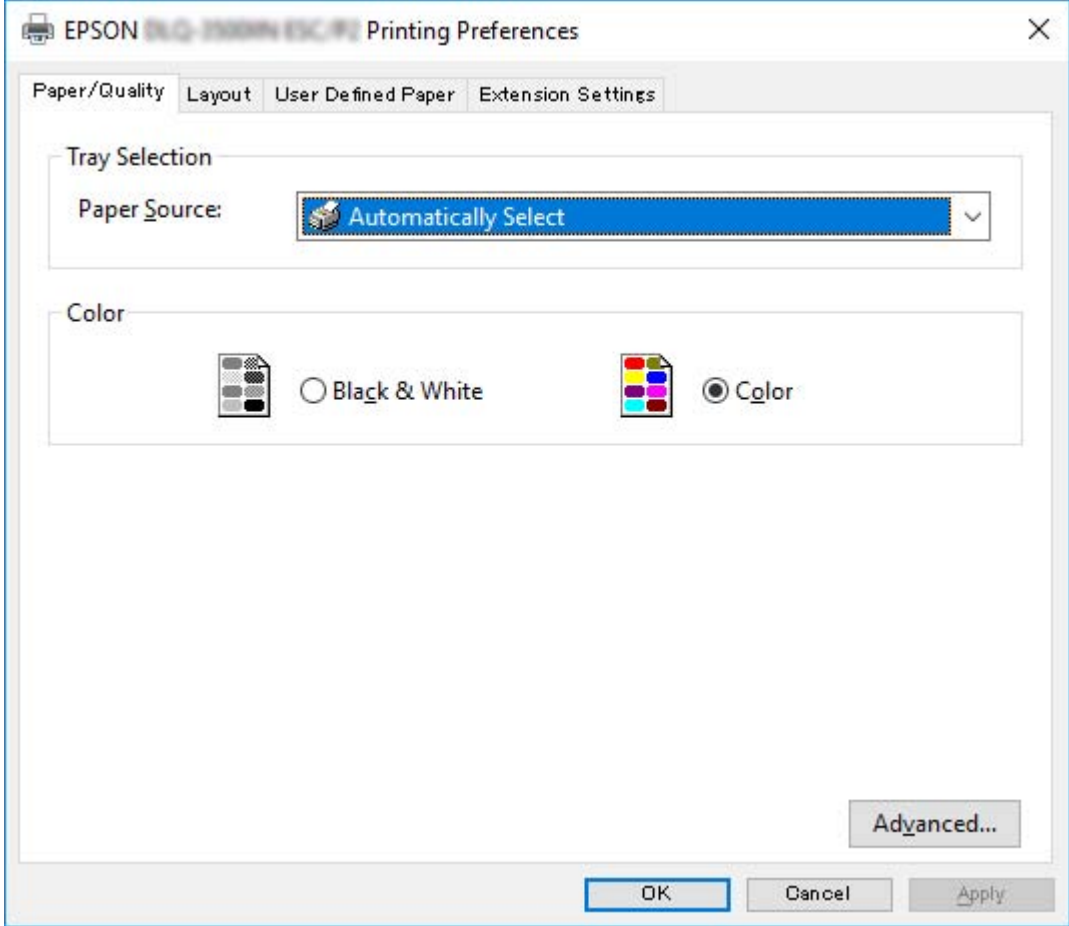 EPSON Printing Preferences
Paper/Quality Layout User Defined Paper Extension Settings
Tray Selection
Paper Source: Automatically Select
Color
Black & White Color
Advanced...
OK Cancel Apply